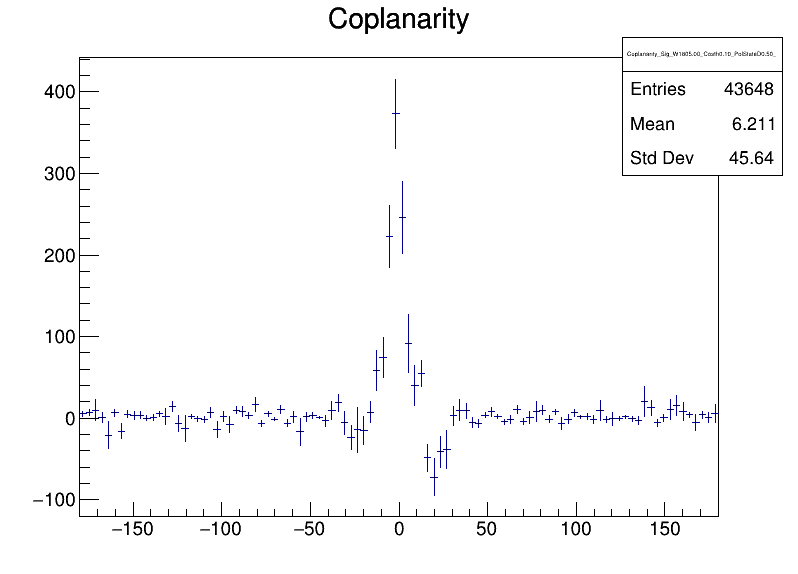 Coplanarity
Coplanarity_Sig_W1805.00_Costh0.10_PolStateD0.50_
Entries 43648
Mean 6.211
Std Dev 45.64
400
300
200
100
0
−100
−150 −100 −50 0 50 100 150